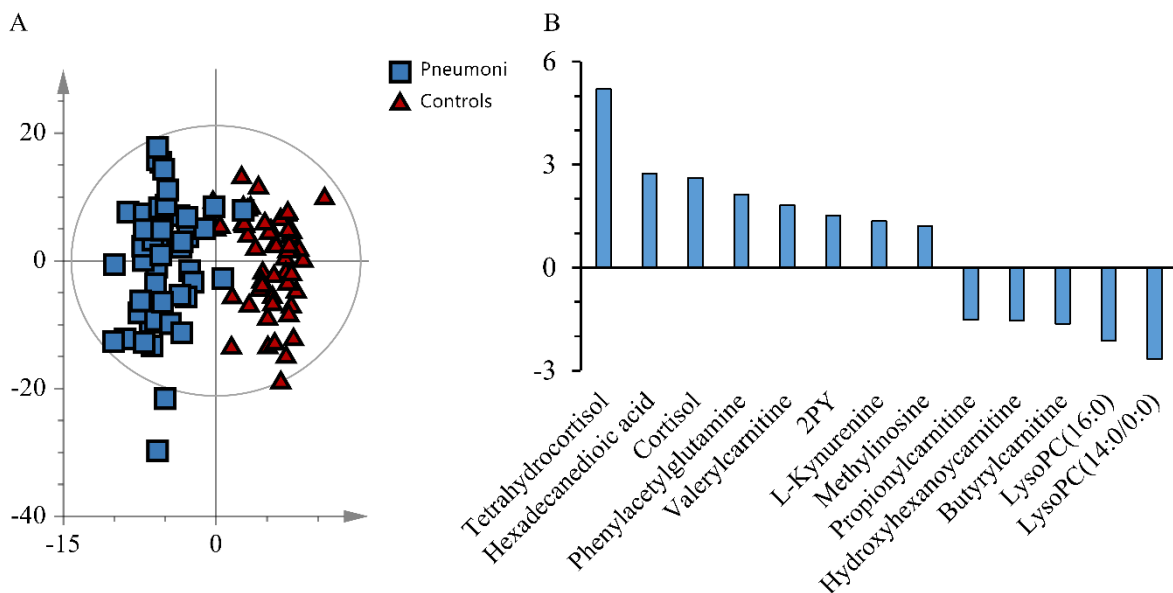 A
Pneumoni
Controls
20
0
-20
-40
-15
0
B
6
3
0
-3
Tetrahydrocortisol
Hexadecanedioic acid
Cortisol
Phenylacetylglutamine
Valerylcarnitine
2PY
L-Kynurenine
Methylinosine
Propionylcarnitine
Hydroxyhexanoycarnitine
Butyrylcarnitine
LysoPC(16:0)
LysoPC(14:0/0:0)